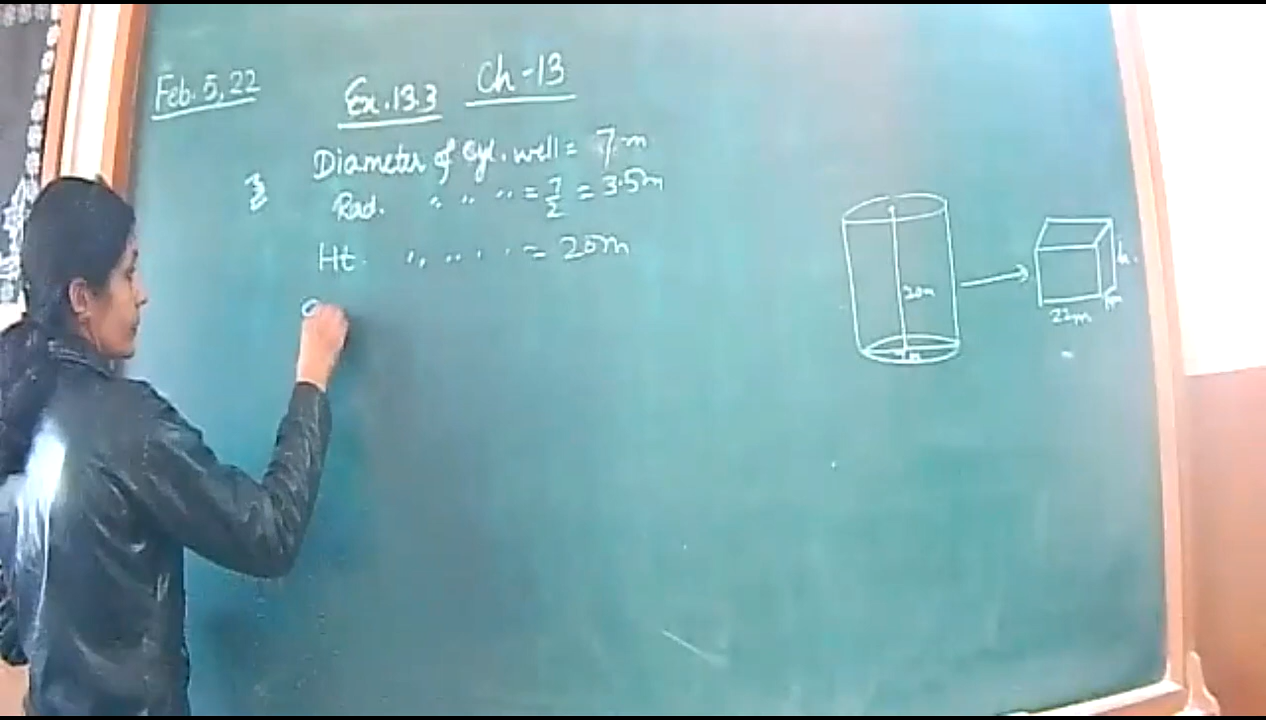 Feb. 5, 22
Ex. 13.3 Ch-13
3 Diameter of cyl. well = 7m
Rad. " " " = 7/2 = 3.5m
Ht. " " " = 20m
20m
22m
h.